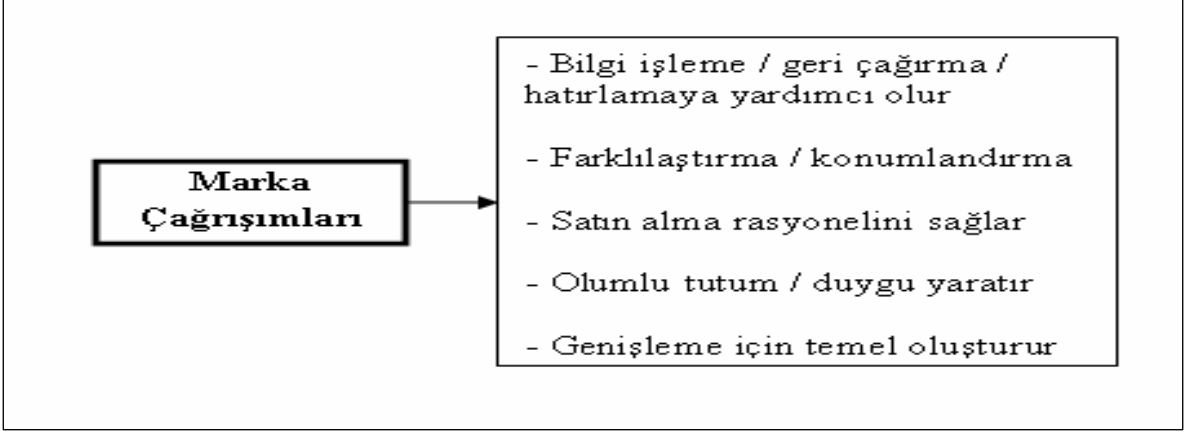 Marka
Çağrışımları
- Bilgi işleme / geri çağırma /
hatırlamaya yardımcı olur
- Farklılaştırma / konumlandırma
- Satın alma rasyonelini sağlar
- Olumlu tutum / duygu yaratır
- Genişleme için temel oluşturur